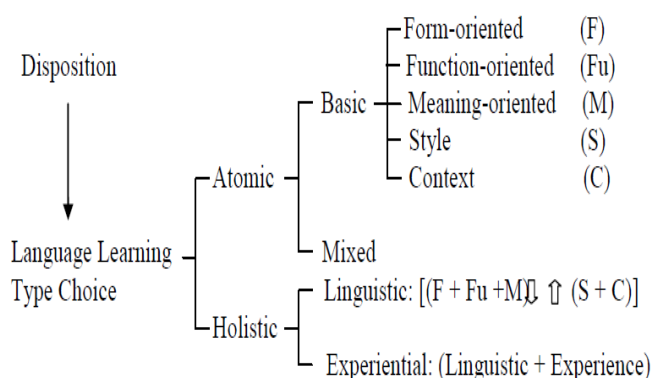 Form-oriented (F)
Disposition
Function-oriented (Fu)
Basic
Meaning-oriented (M)
Style (S)
Atomic
Context (C)
Language Learning
Type Choice
Mixed
Linguistic: [(F + Fu +M)⇩ ⇧ (S + C)]
Holistic
Experiential: (Linguistic + Experience)